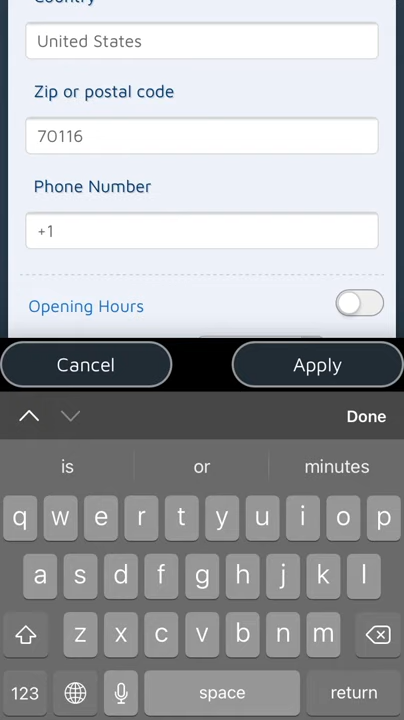 Country
United States
Zip or postal code
70116
Phone Number
+1
Opening Hours
Cancel
Apply
Done
is
or
minutes
q w e r t y u i o p
a s d f g h j k l
z x c v b n m
123
space
return